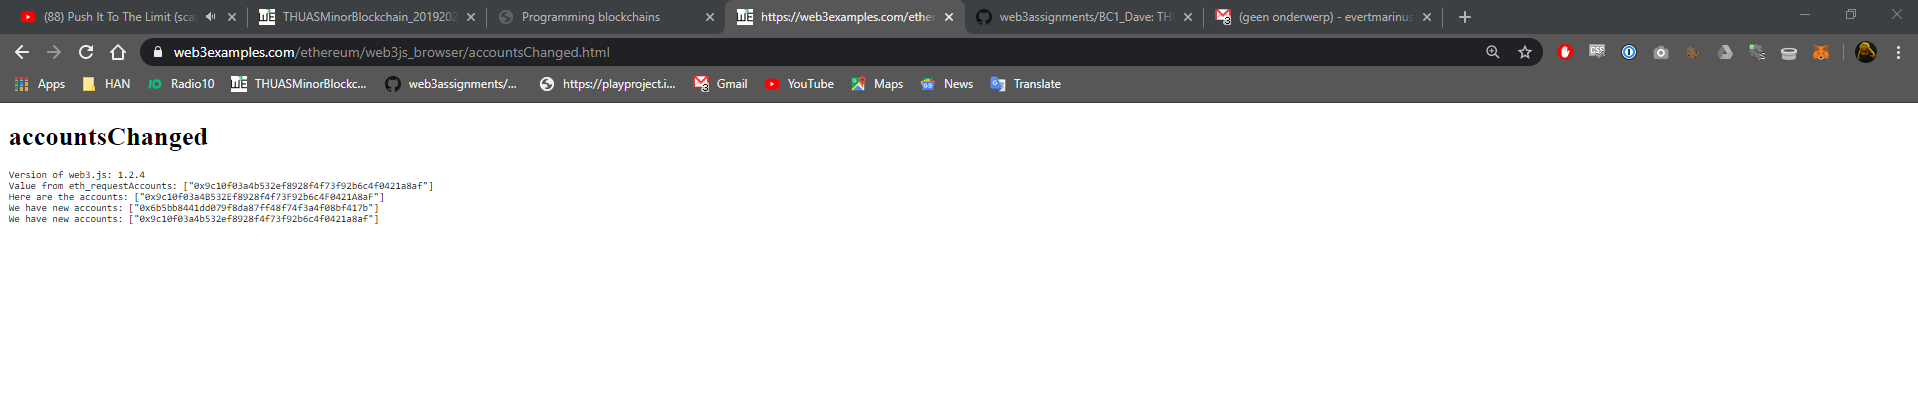 (88) Push It To The Limit (sca
THUASMinorBlockchain_2019202
Programming blockchains
https://web3examples.com/ether
web3assignments/BC1_Dave: TH
(geen onderwerp) - evertmarinus
web3examples.com/ethereum/web3js_browser/accountsChanged.html
Apps
HAN
Radio10
THUASMinorBlockc...
web3assignments/...
https://playproject.i...
Gmail
YouTube
Maps
News
Translate
accountsChanged
Version of web3.js: 1.2.4
Value from eth_requestAccounts: ["0x9c10f03a4b532ef8928f4f73f92b6c4f0421a8af"]
Here are the accounts: ["0x9c10f03a4B532Ef8928f4f73F92b6c4F0421A8aF"]
We have new accounts: ["0x6b5bb8441dd079f8da87ff48f74f3a4f08bf417b"]
We have new accounts: ["0x9c10f03a4b532ef8928f4f73f92b6c4f0421a8af"]